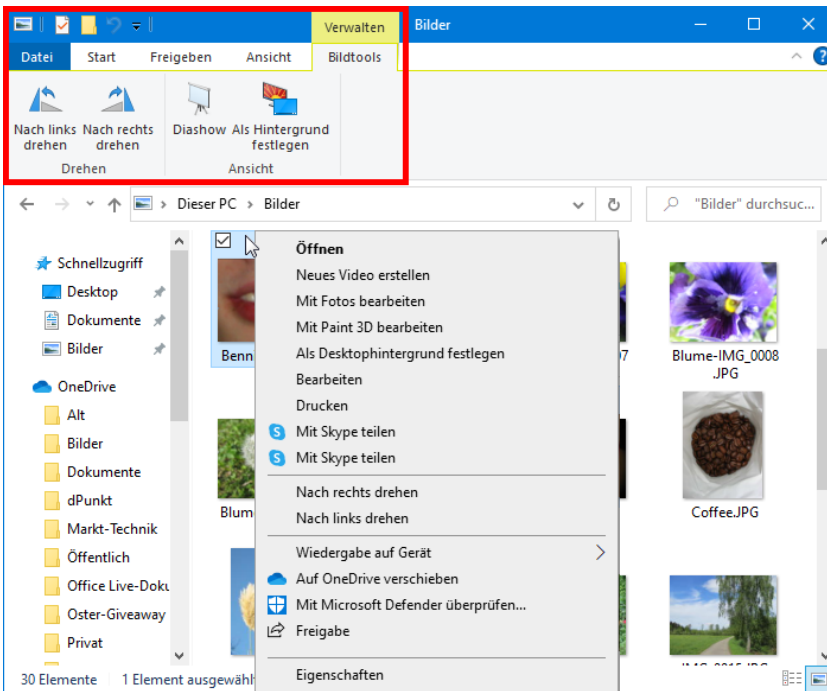 Verwalten
Bilder
Datei
Start
Freigeben
Ansicht
Bildtools
Nach links drehen
Nach rechts drehen
Diashow
Als Hintergrund festlegen
Drehen
Ansicht
Dieser PC > Bilder
"Bilder" durchsuc...
Schnellzugriff
Desktop
Dokumente
Bilder
OneDrive
Alt
Bilder
Dokumente
dPunkt
Markt-Technik
Öffentlich
Office Live-Doku
Oster-Giveaway
Privat
Benn
Blum
Öffnen
Neues Video erstellen
Mit Fotos bearbeiten
Mit Paint 3D bearbeiten
Als Desktophintergrund festlegen
Bearbeiten
Drucken
Mit Skype teilen
Mit Skype teilen
Nach rechts drehen
Nach links drehen
Wiedergabe auf Gerät
Auf OneDrive verschieben
Mit Microsoft Defender überprüfen...
Freigabe
Eigenschaften
Blume-IMG_0008
.JPG
Coffee.JPG
30 Elemente
1 Element ausgewähl